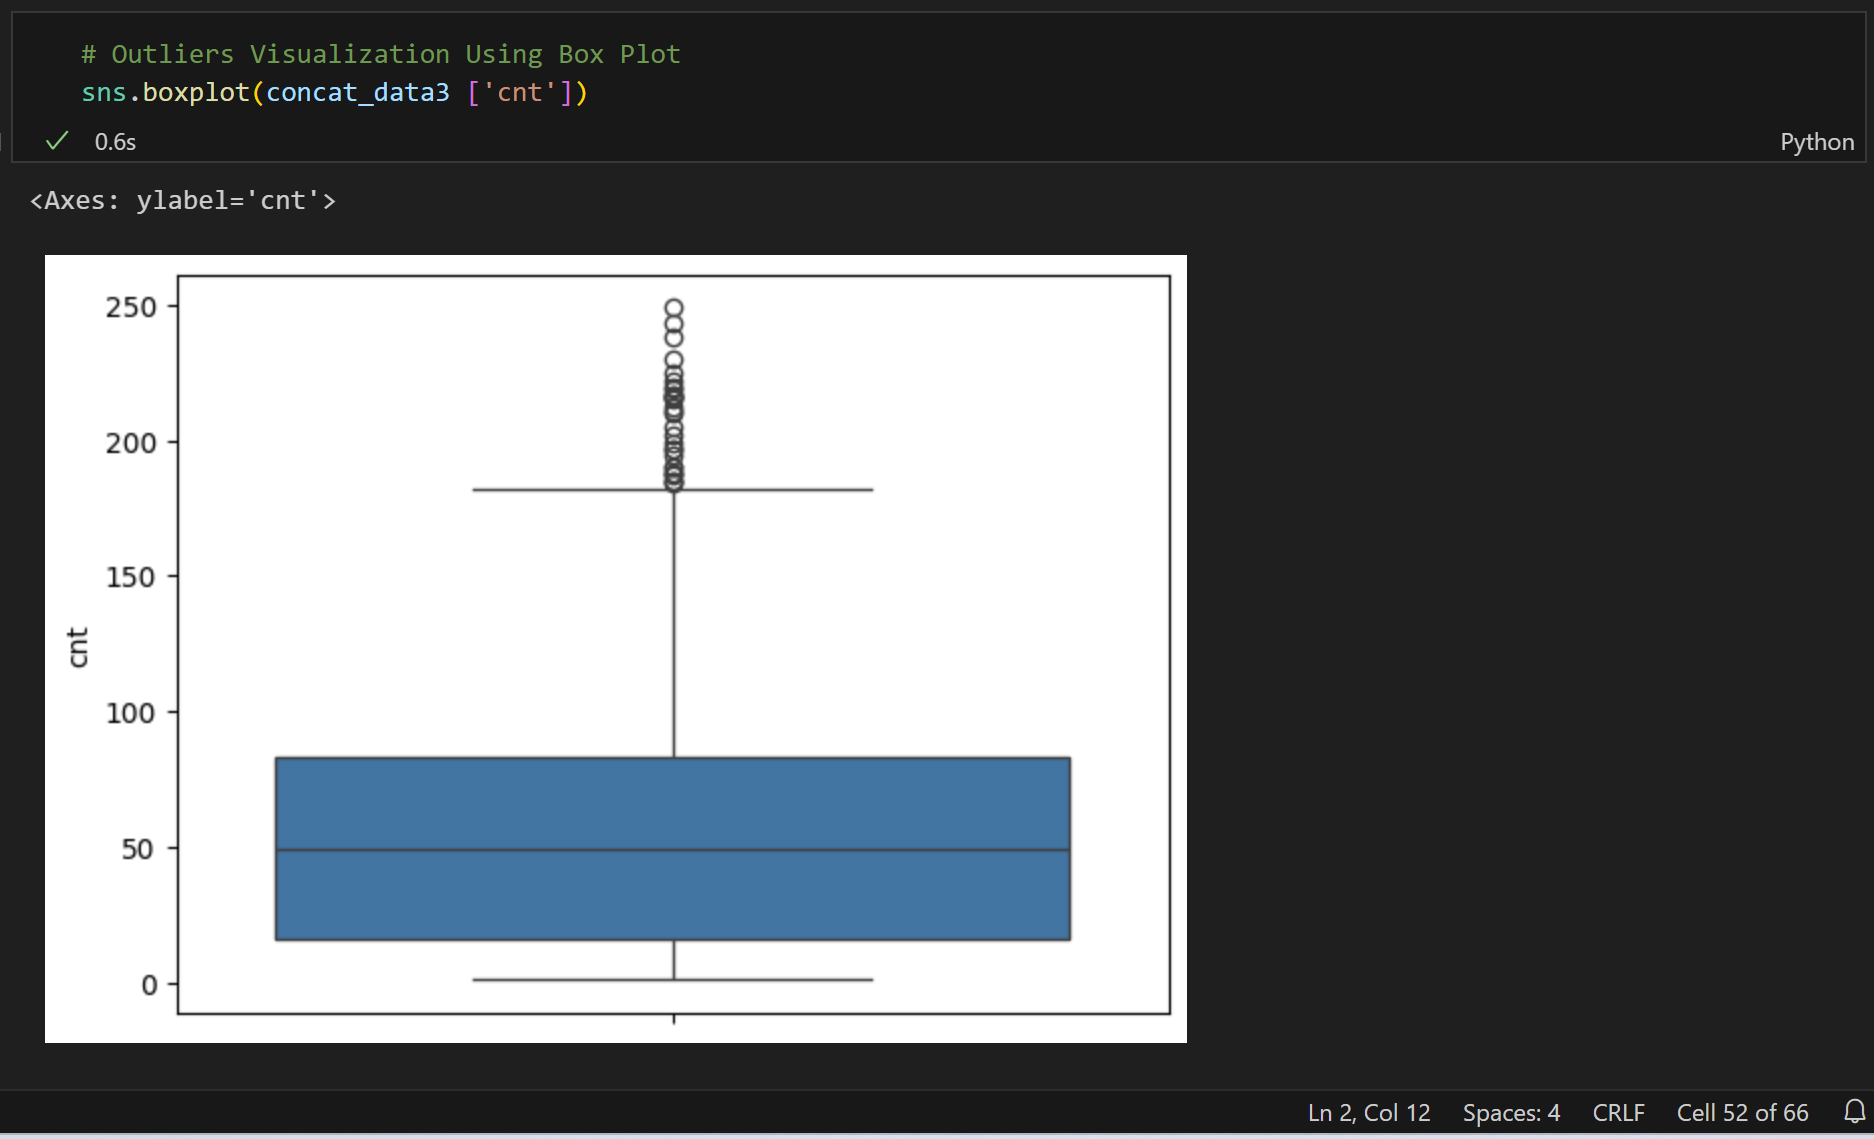 # Outliers Visualization Using Box Plot
sns.boxplot(concat_data3 ['cnt'])
0.6s
Python
<Axes: ylabel='cnt'>
250
200
150
100
50
0
cnt
Ln 2, Col 12
Spaces: 4
CRLF
Cell 52 of 66